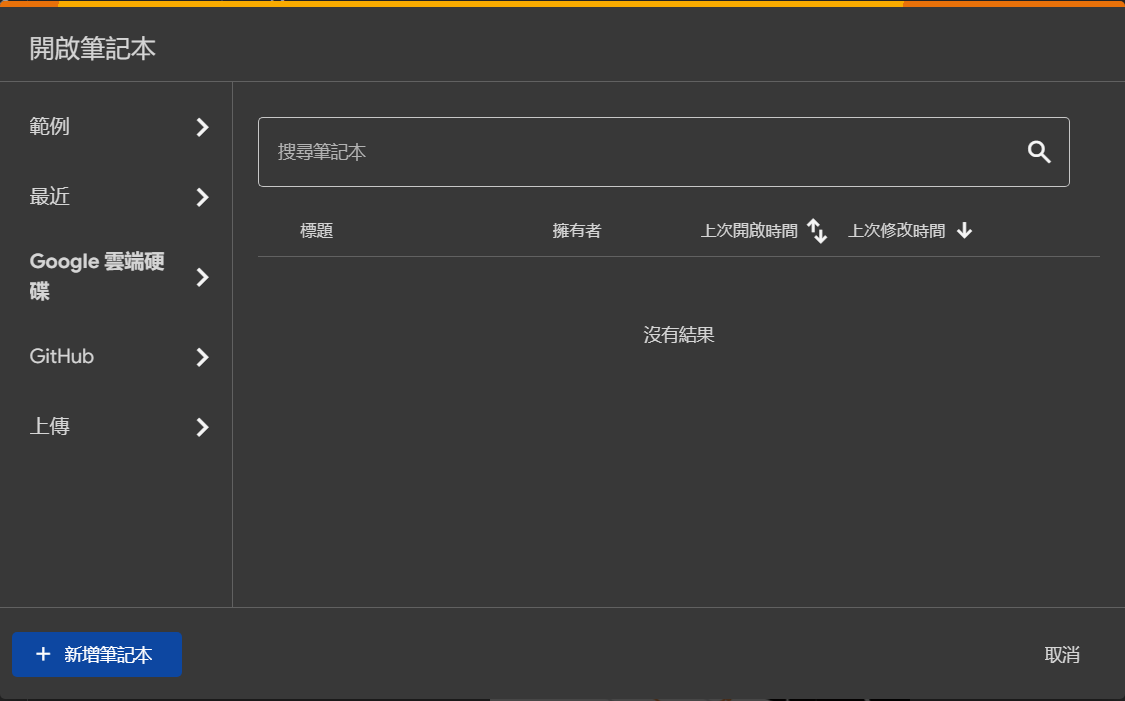 開啟筆記本
範例
最近
Google 雲端硬
碟
GitHub
上傳
搜尋筆記本
標題 擁有者 上次開啟時間 上次修改時間
沒有結果
+ 新增筆記本
取消